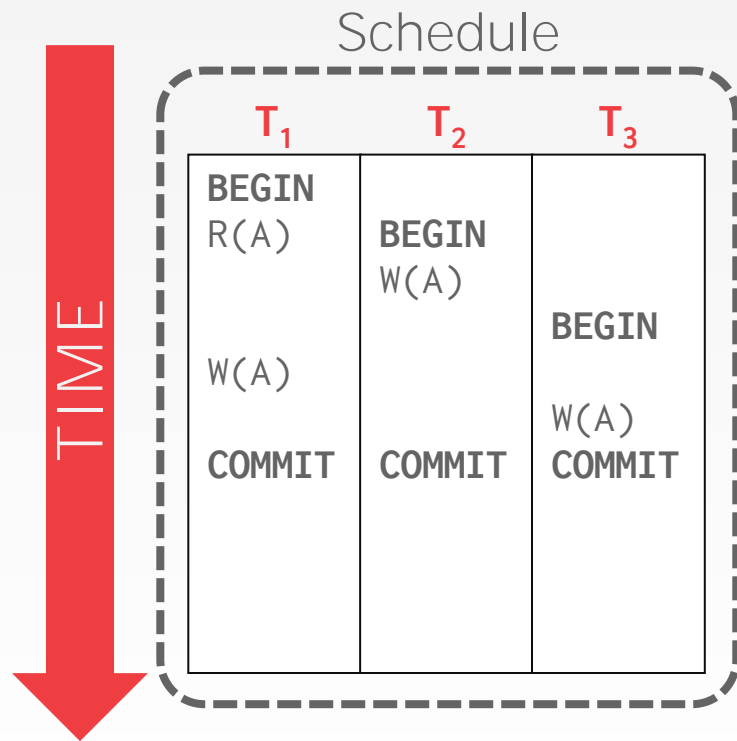 Schedule
TIME
T1 T2 T3
BEGIN
R(A) BEGIN
W(A)
BEGIN
W(A)
W(A)
COMMIT COMMIT COMMIT